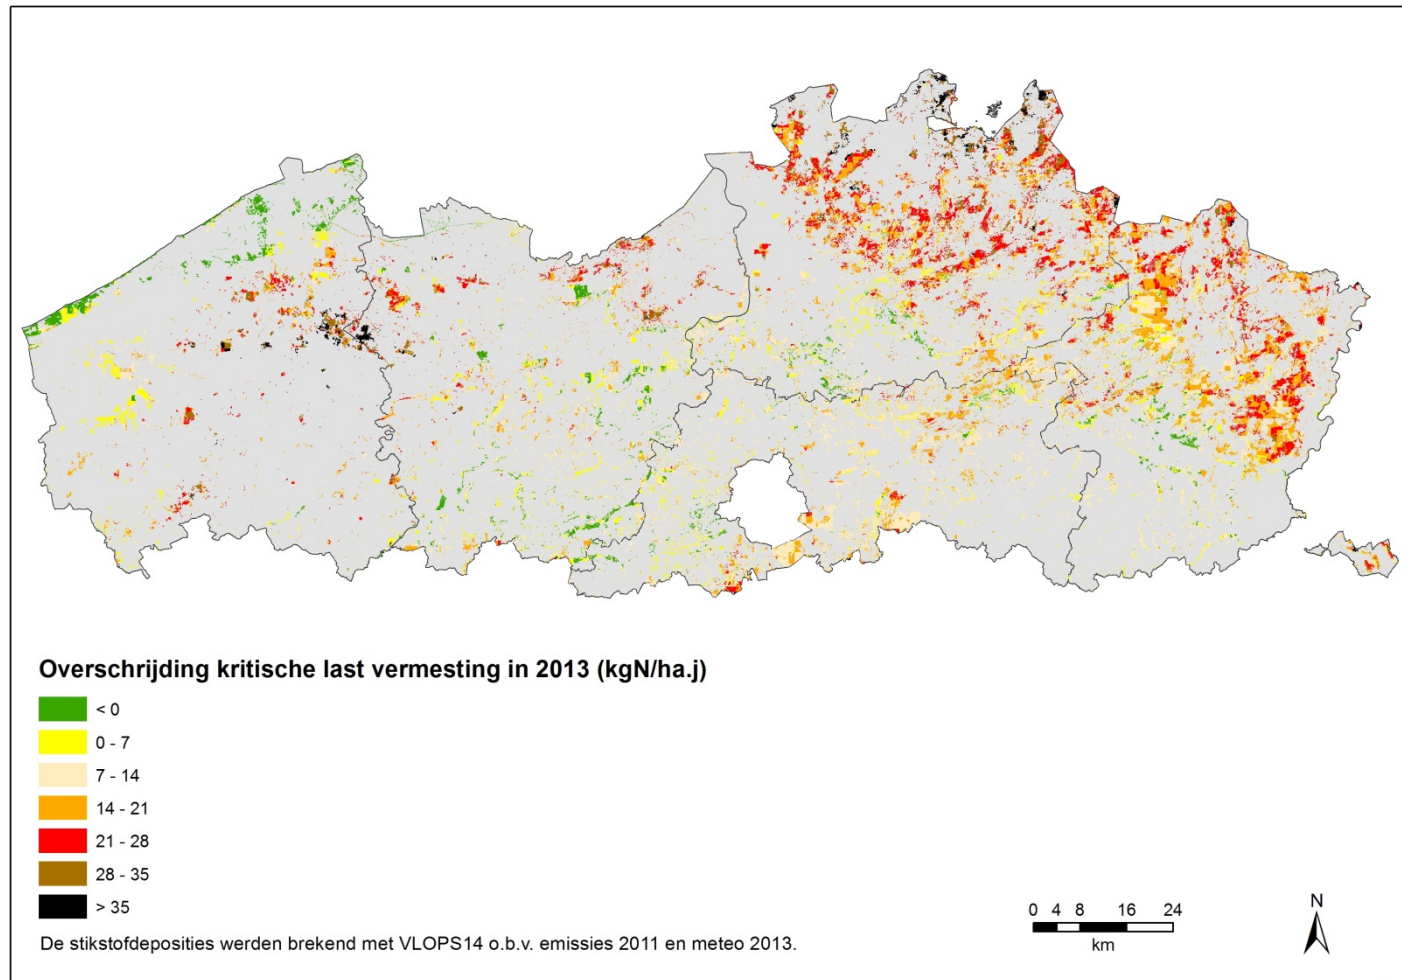 Overschrijding kritische last vermesting in 2013 (kgN/ha.j)
< 0
0 - 7
7 - 14
14 - 21
21 - 28
28 - 35
> 35
De stikstofdeposities werden brekend met VLOPS14 o.b.v. emissies 2011 en meteo 2013.
0 4 8 16 24
km
N